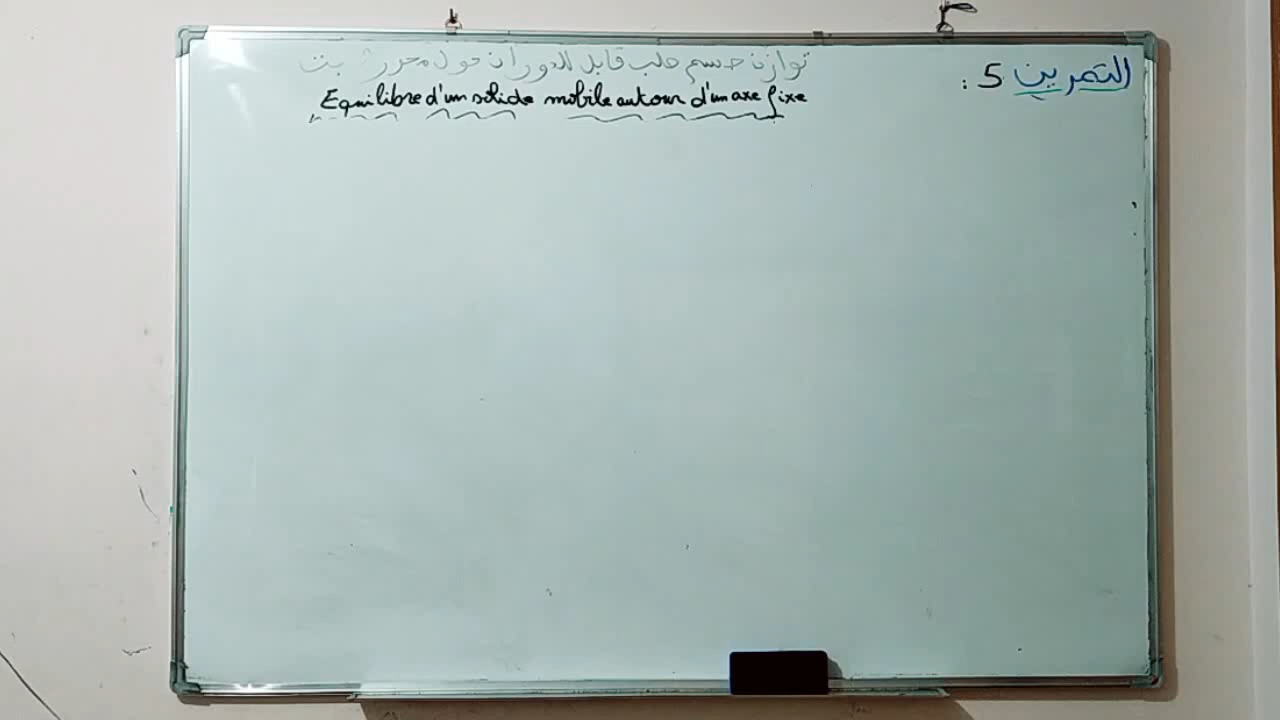 التمرين 5 :
توازن جسم صلب قابل للدوران حول محور ثابت
Equilibre d'un solide mobile autour d'un axe fixe